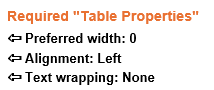 Required "Table Properties"
⇦ Preferred width: 0
⇦ Alignment: Left
⇦ Text wrapping: None